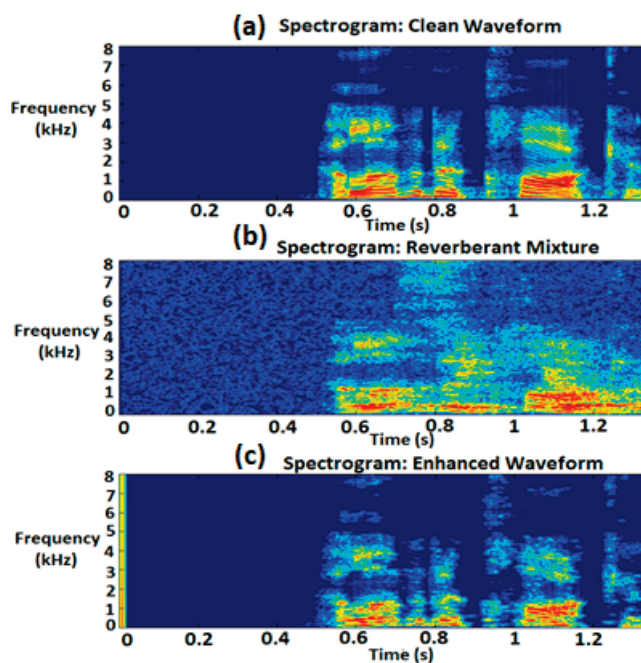 (a) Spectrogram: Clean Waveform
Frequency
(kHz)
8
7
6
5
4
3
2
1
0
0 0.2 0.4 0.6 0.8 1 1.2
Time (s)
(b) Spectrogram: Reverberant Mixture
Frequency
(kHz)
8
7
6
5
4
3
2
1
0
0 0.2 0.4 0.6 0.8 1 1.2
Time (s)
(c) Spectrogram: Enhanced Waveform
Frequency
(kHz)
8
7
6
5
4
3
2
1
0
0 0.2 0.4 0.6 0.8 1 1.2
Time (s)